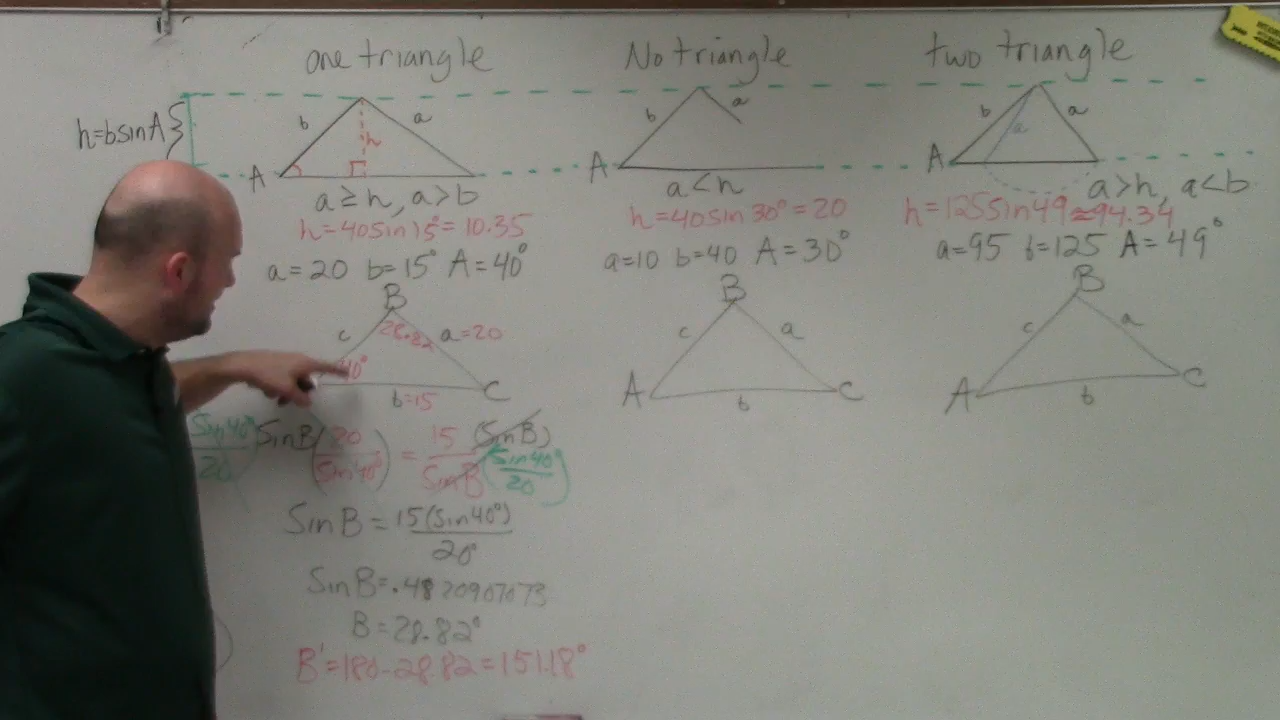 one triangle
No triangle
two triangle
h=bsinA}
b
a
h
A
a≥h, a>b
h=40sin15°=10.35
a=20 b=15° A=40°
b
a
A
a<h
h=40sin30°=20
a=10 b=40 A=30°
b
a
a
A
a>h, a<b
h=125sin49≈94.34
a=95 b=125 A=49°
B
28.82
c
a=20
40°
b=15
C
B
c
a
A
b
C
B
c
a
A
b
C
(Sin40°/20) SinB(20/Sin40°) = 15/SinB (SinB) (Sin40/20)
SinB = 15(Sin40°)/20
SinB=.4820907073
B=28.82°
B'=180-28.82=151.18°